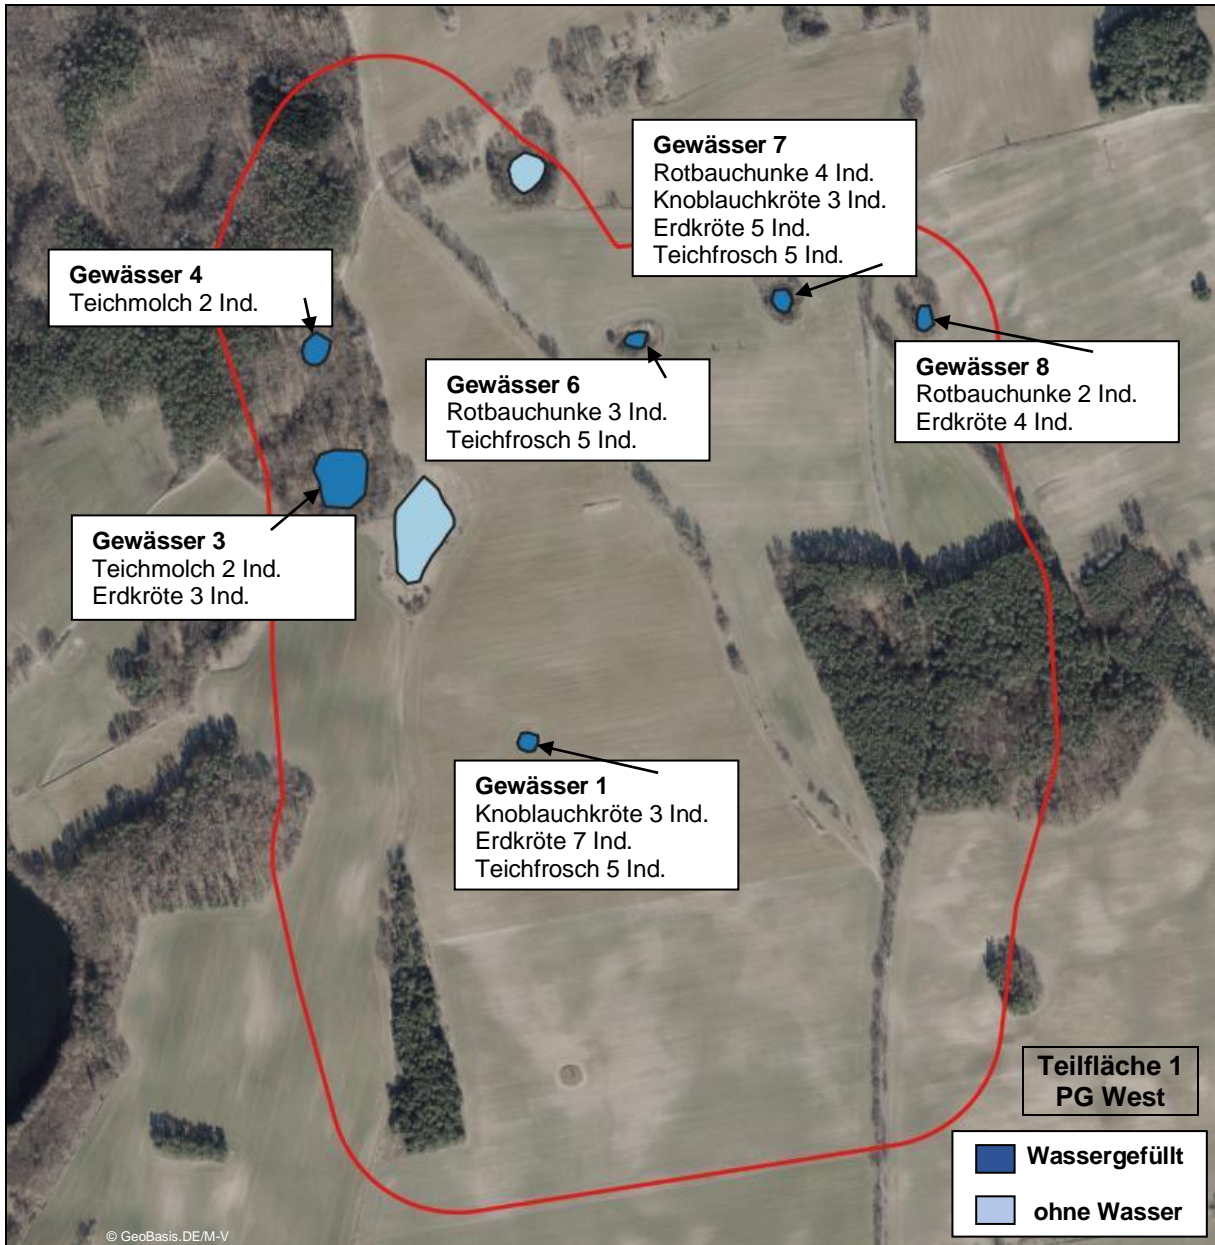 Gewässer 7
Rotbauchunke 4 Ind.
Knoblauchkröte 3 Ind.
Erdkröte 5 Ind.
Teichfrosch 5 Ind.
Gewässer 4
Teichmolch 2 Ind.
Gewässer 6
Rotbauchunke 3 Ind.
Teichfrosch 5 Ind.
Gewässer 8
Rotbauchunke 2 Ind.
Erdkröte 4 Ind.
Gewässer 3
Teichmolch 2 Ind.
Erdkröte 3 Ind.
Gewässer 1
Knoblauchkröte 3 Ind.
Erdkröte 7 Ind.
Teichfrosch 5 Ind.
Teilfläche 1
PG West
Wassergefüllt
ohne Wasser
© GeoBasis.DE/M-V